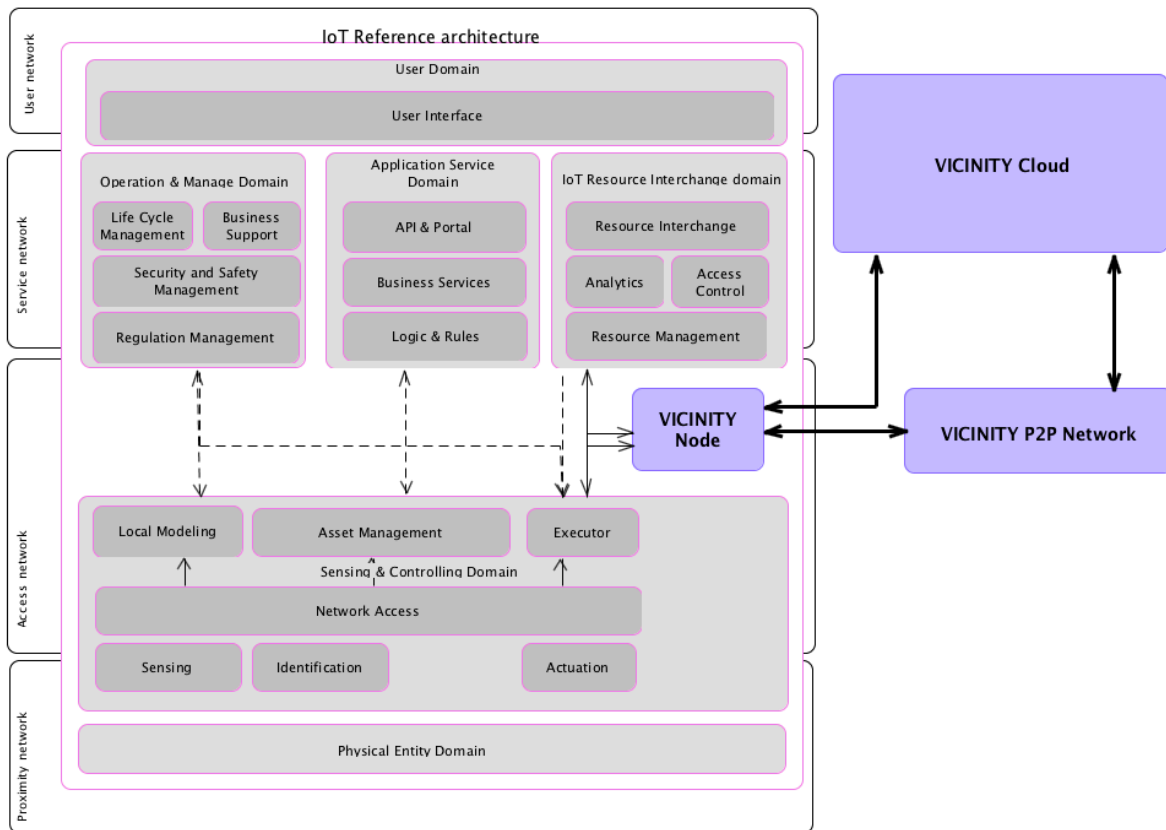 IoT Reference architecture
User network
User Domain
User Interface
Service network
Operation & Manage Domain
Life Cycle
Management
Business
Support
Security and Safety
Management
Regulation Management
Application Service
Domain
API & Portal
Business Services
Logic & Rules
IoT Resource Interchange domain
Resource Interchange
Analytics
Access
Control
Resource Management
VICINITY Cloud
Access network
VICINITY
Node
VICINITY P2P Network
Local Modeling
Asset Management
Executor
Sensing & Controlling Domain
Network Access
Sensing
Identification
Actuation
Proximity network
Physical Entity Domain